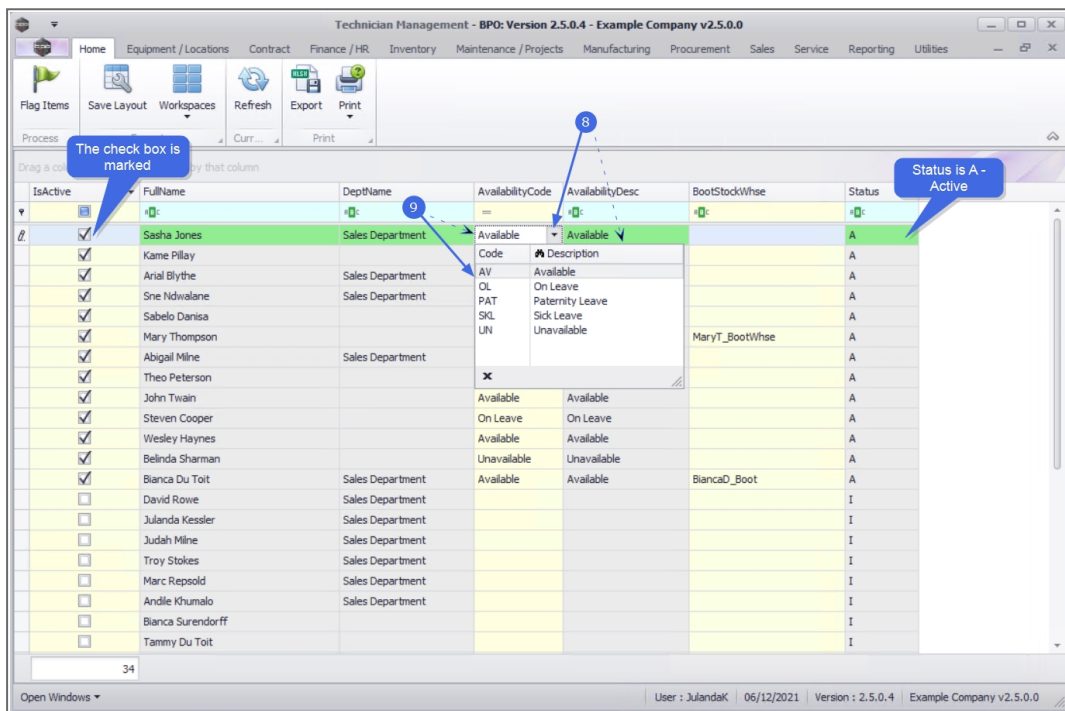 Technician Management - BPO: Version 2.5.0.4 - Example Company v2.5.0.0
Home Equipment / Locations Contract Finance / HR Inventory Maintenance / Projects Manufacturing Procurement Sales Service Reporting Utilities
Flag Items Save Layout Workspaces Refresh Export Print
Process Curr... Print
The check box is
marked
Drag a by that column
8
Status is A -
Active
IsActive FullName DeptName AvailabilityCode AvailabilityDesc BootStockWhse Status
9
Sasha Jones Sales Department Available Available A
Kame Pillay A
Arial Blythe Sales Department A
Sne Ndwalane Sales Department A
Sabelo Danisa A
Mary Thompson MaryT_BootWhse A
Abigail Milne Sales Department A
Theo Peterson A
Code Description
AV Available
OL On Leave
PAT Paternity Leave
SKL Sick Leave
UN Unavailable
John Twain Available Available A
Steven Cooper On Leave On Leave A
Wesley Haynes Available Available A
Belinda Sharman Unavailable Unavailable A
Bianca Du Toit Sales Department Available Available BiancaD_Boot A
David Rowe Sales Department I
Julanda Kessler Sales Department I
Judah Milne Sales Department I
Troy Stokes Sales Department I
Marc Repsold Sales Department I
Andile Khumalo Sales Department I
Bianca Surendorff I
Tammy Du Toit I
34
Open Windows User : JulandaK 06/12/2021 Version : 2.5.0.4 Example Company v2.5.0.0